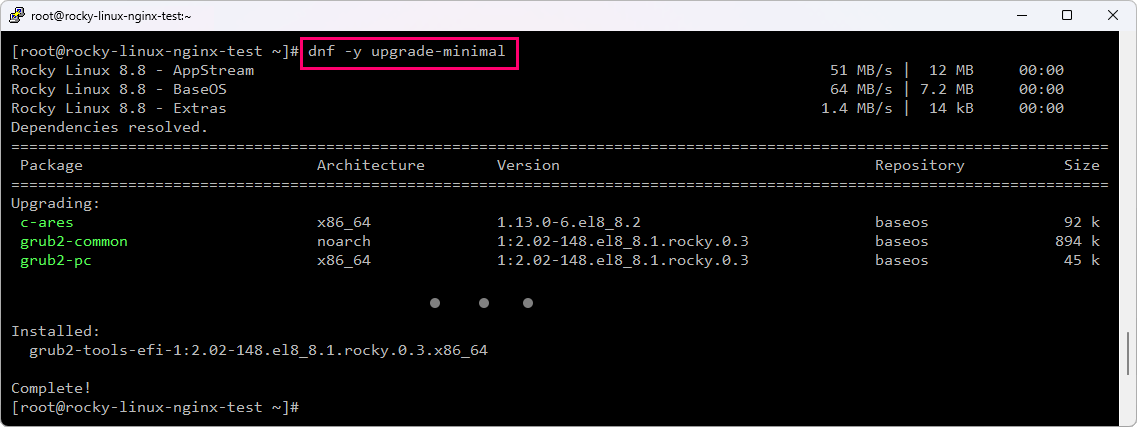 root@rocky-linux-nginx-test:~
[root@rocky-linux-nginx-test ~]# dnf -y upgrade-minimal
Rocky Linux 8.8 - AppStream 51 MB/s | 12 MB 00:00
Rocky Linux 8.8 - BaseOS 64 MB/s | 7.2 MB 00:00
Rocky Linux 8.8 - Extras 1.4 MB/s | 14 kB 00:00
Dependencies resolved.
================================================================================
Package Architecture Version Repository Size
================================================================================
Upgrading:
c-ares x86_64 1.13.0-6.el8_8.2 baseos 92 k
grub2-common noarch 1:2.02-148.el8_8.1.rocky.0.3 baseos 894 k
grub2-pc x86_64 1:2.02-148.el8_8.1.rocky.0.3 baseos 45 k
Installed:
grub2-tools-efi-1:2.02-148.el8_8.1.rocky.0.3.x86_64
Complete!
[root@rocky-linux-nginx-test ~]#